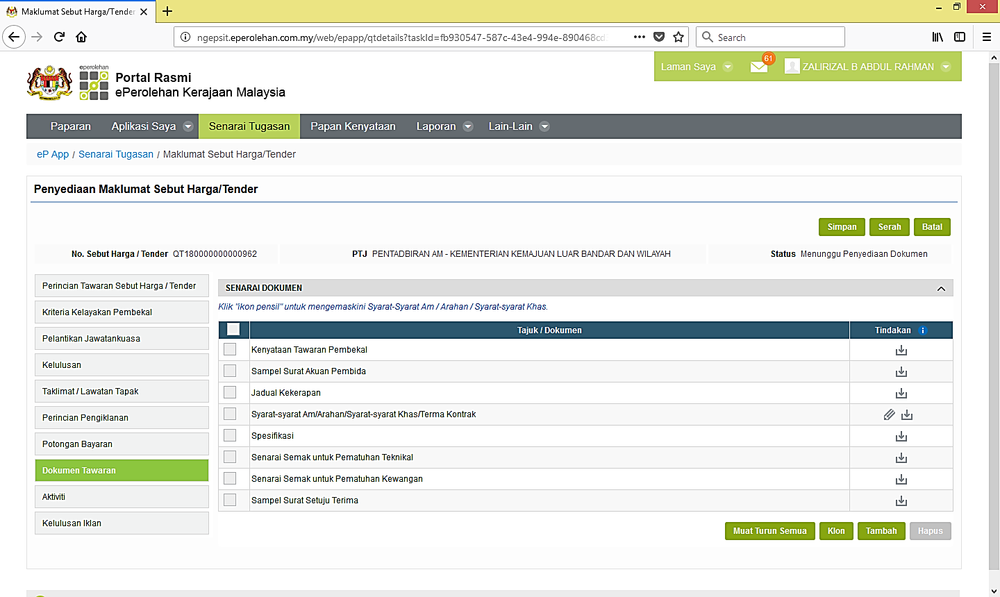 Maklumat Sebut Harga/Tender
ngepsit.eperolehan.com.my/web/epapp/qtdetails?taskId=fb930547-587c-43e4-994e-890468cd
Search
Laman Saya
61
ZALIRIZAL B ABDUL RAHMAN
eperolehan
Portal Rasmi
ePerolehan Kerajaan Malaysia
Paparan Aplikasi Saya Senarai Tugasan Papan Kenyataan Laporan Lain-Lain
eP App / Senarai Tugasan / Maklumat Sebut Harga/Tender
Penyediaan Maklumat Sebut Harga/Tender
Simpan Serah Batal
No. Sebut Harga / Tender QT180000000000962 PTJ PENTADBIRAN AM - KEMENTERIAN KEMAJUAN LUAR BANDAR DAN WILAYAH Status Menunggu Penyediaan Dokumen
Perincian Tawaran Sebut Harga / Tender
Kriteria Kelayakan Pembekal
Pelantikan Jawatankuasa
Kelulusan
Taklimat / Lawatan Tapak
Perincian Pengiklanan
Potongan Bayaran
Dokumen Tawaran
Aktiviti
Kelulusan Iklan
SENARAI DOKUMEN
Klik "ikon pensil" untuk mengemaskini Syarat-Syarat Am / Arahan / Syarat-syarat Khas.
Tajuk / Dokumen Tindakan i
Kenyataan Tawaran Pembekal
Sampel Surat Akuan Pembida
Jadual Kekerapan
Syarat-syarat Am/Arahan/Syarat-syarat Khas/Terma Kontrak
Spesifikasi
Senarai Semak untuk Pematuhan Teknikal
Senarai Semak untuk Pematuhan Kewangan
Sampel Surat Setuju Terima
Muat Turun Semua Klon Tambah Hapus